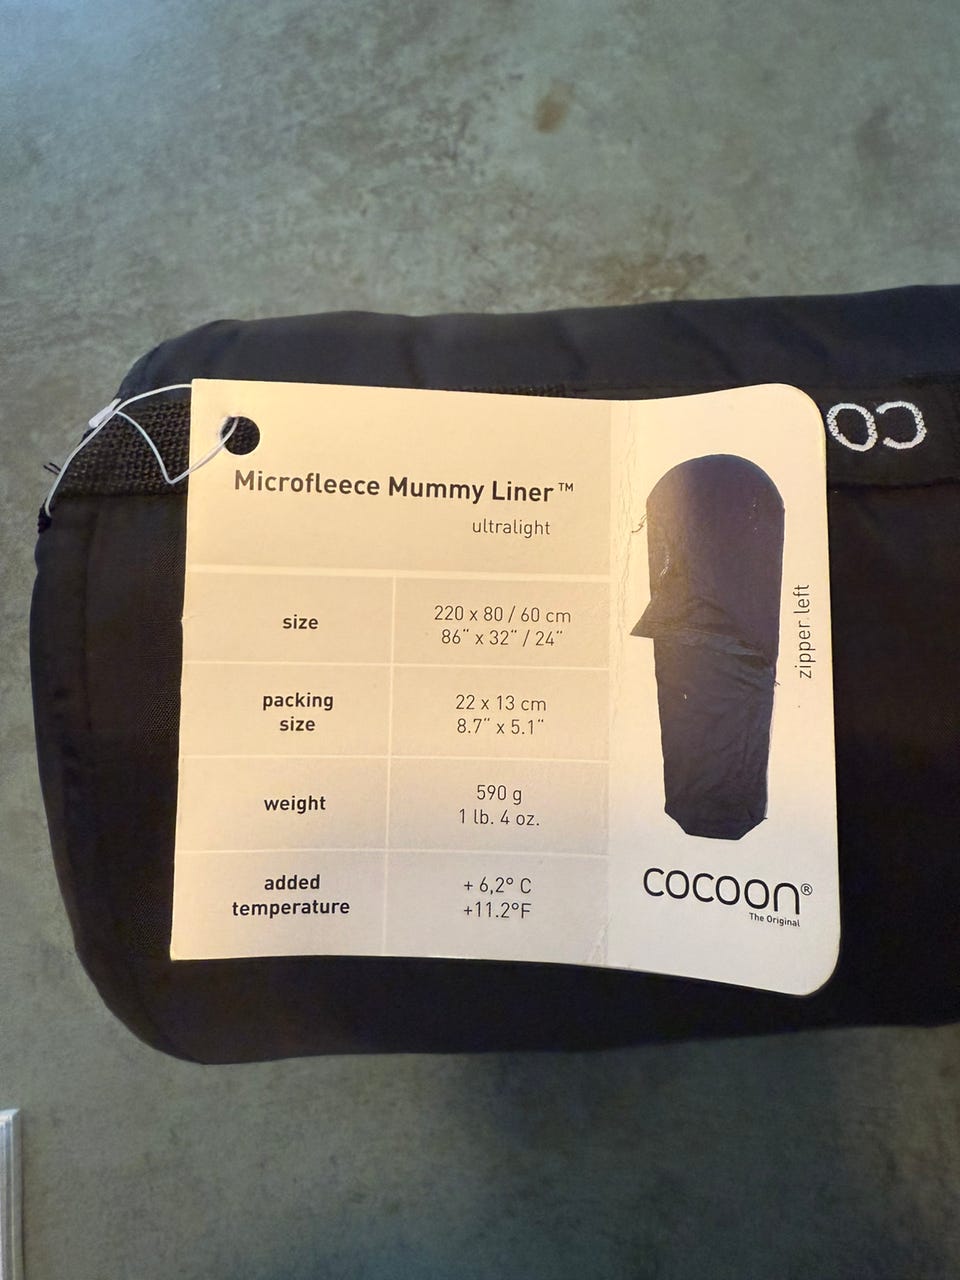 Microfleece Mummy Liner™
ultralight
size
220 x 80 / 60 cm
86" x 32" / 24"
packing
size
22 x 13 cm
8.7" x 5.1"
weight
590 g
1 lb. 4 oz.
added
temperature
+ 6,2° C
+11.2°F
zipper left
cocoon®
The Original
CO